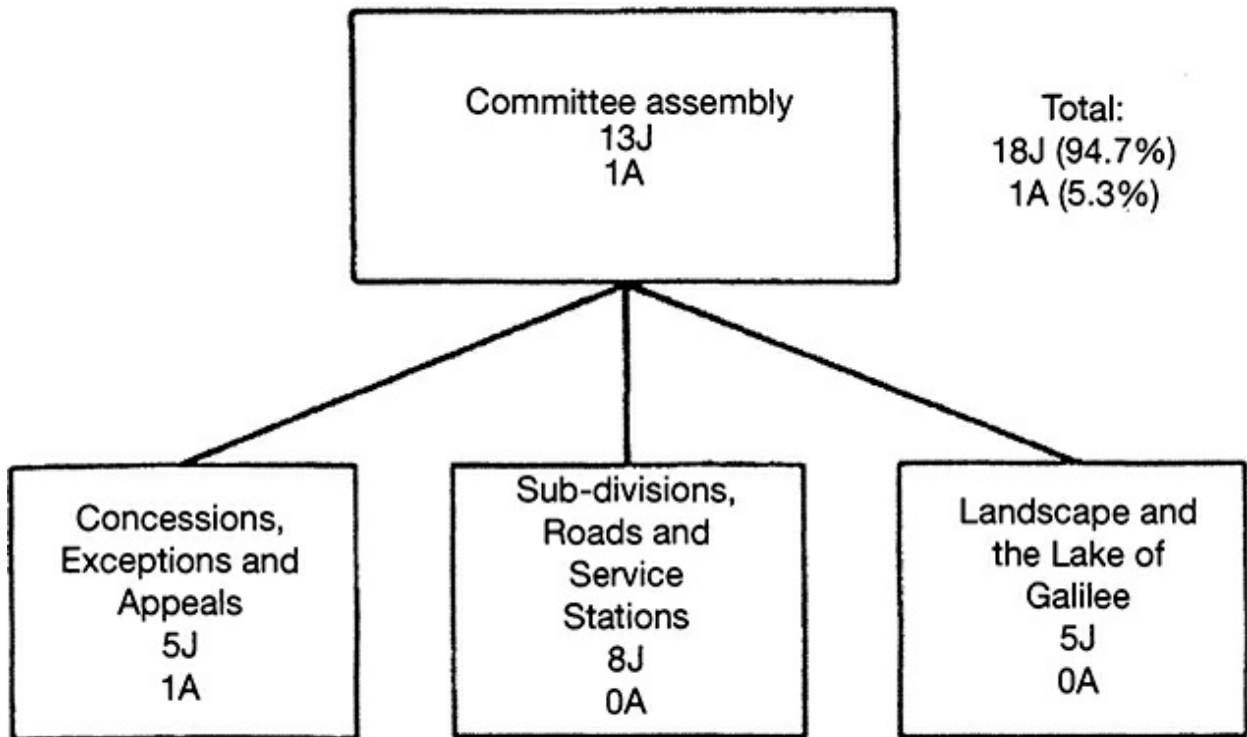 Committee assembly
13J
1A
Total:
18J (94.7%)
1A (5.3%)
Concessions,
Exceptions and
Appeals
5J
1A
Sub-divisions,
Roads and
Service
Stations
8J
0A
Landscape and
the Lake of
Galilee
5J
0A